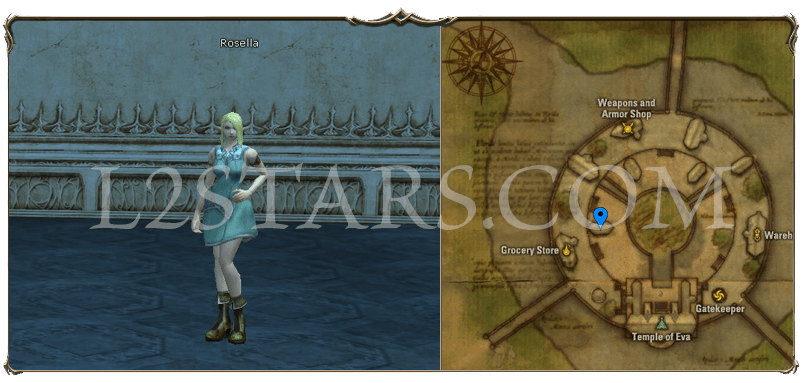 Rosella
Weapons and
Armor Shop
L2STARS.COM
Wareh
Grocery Store
Gatekeeper
Temple of Eva